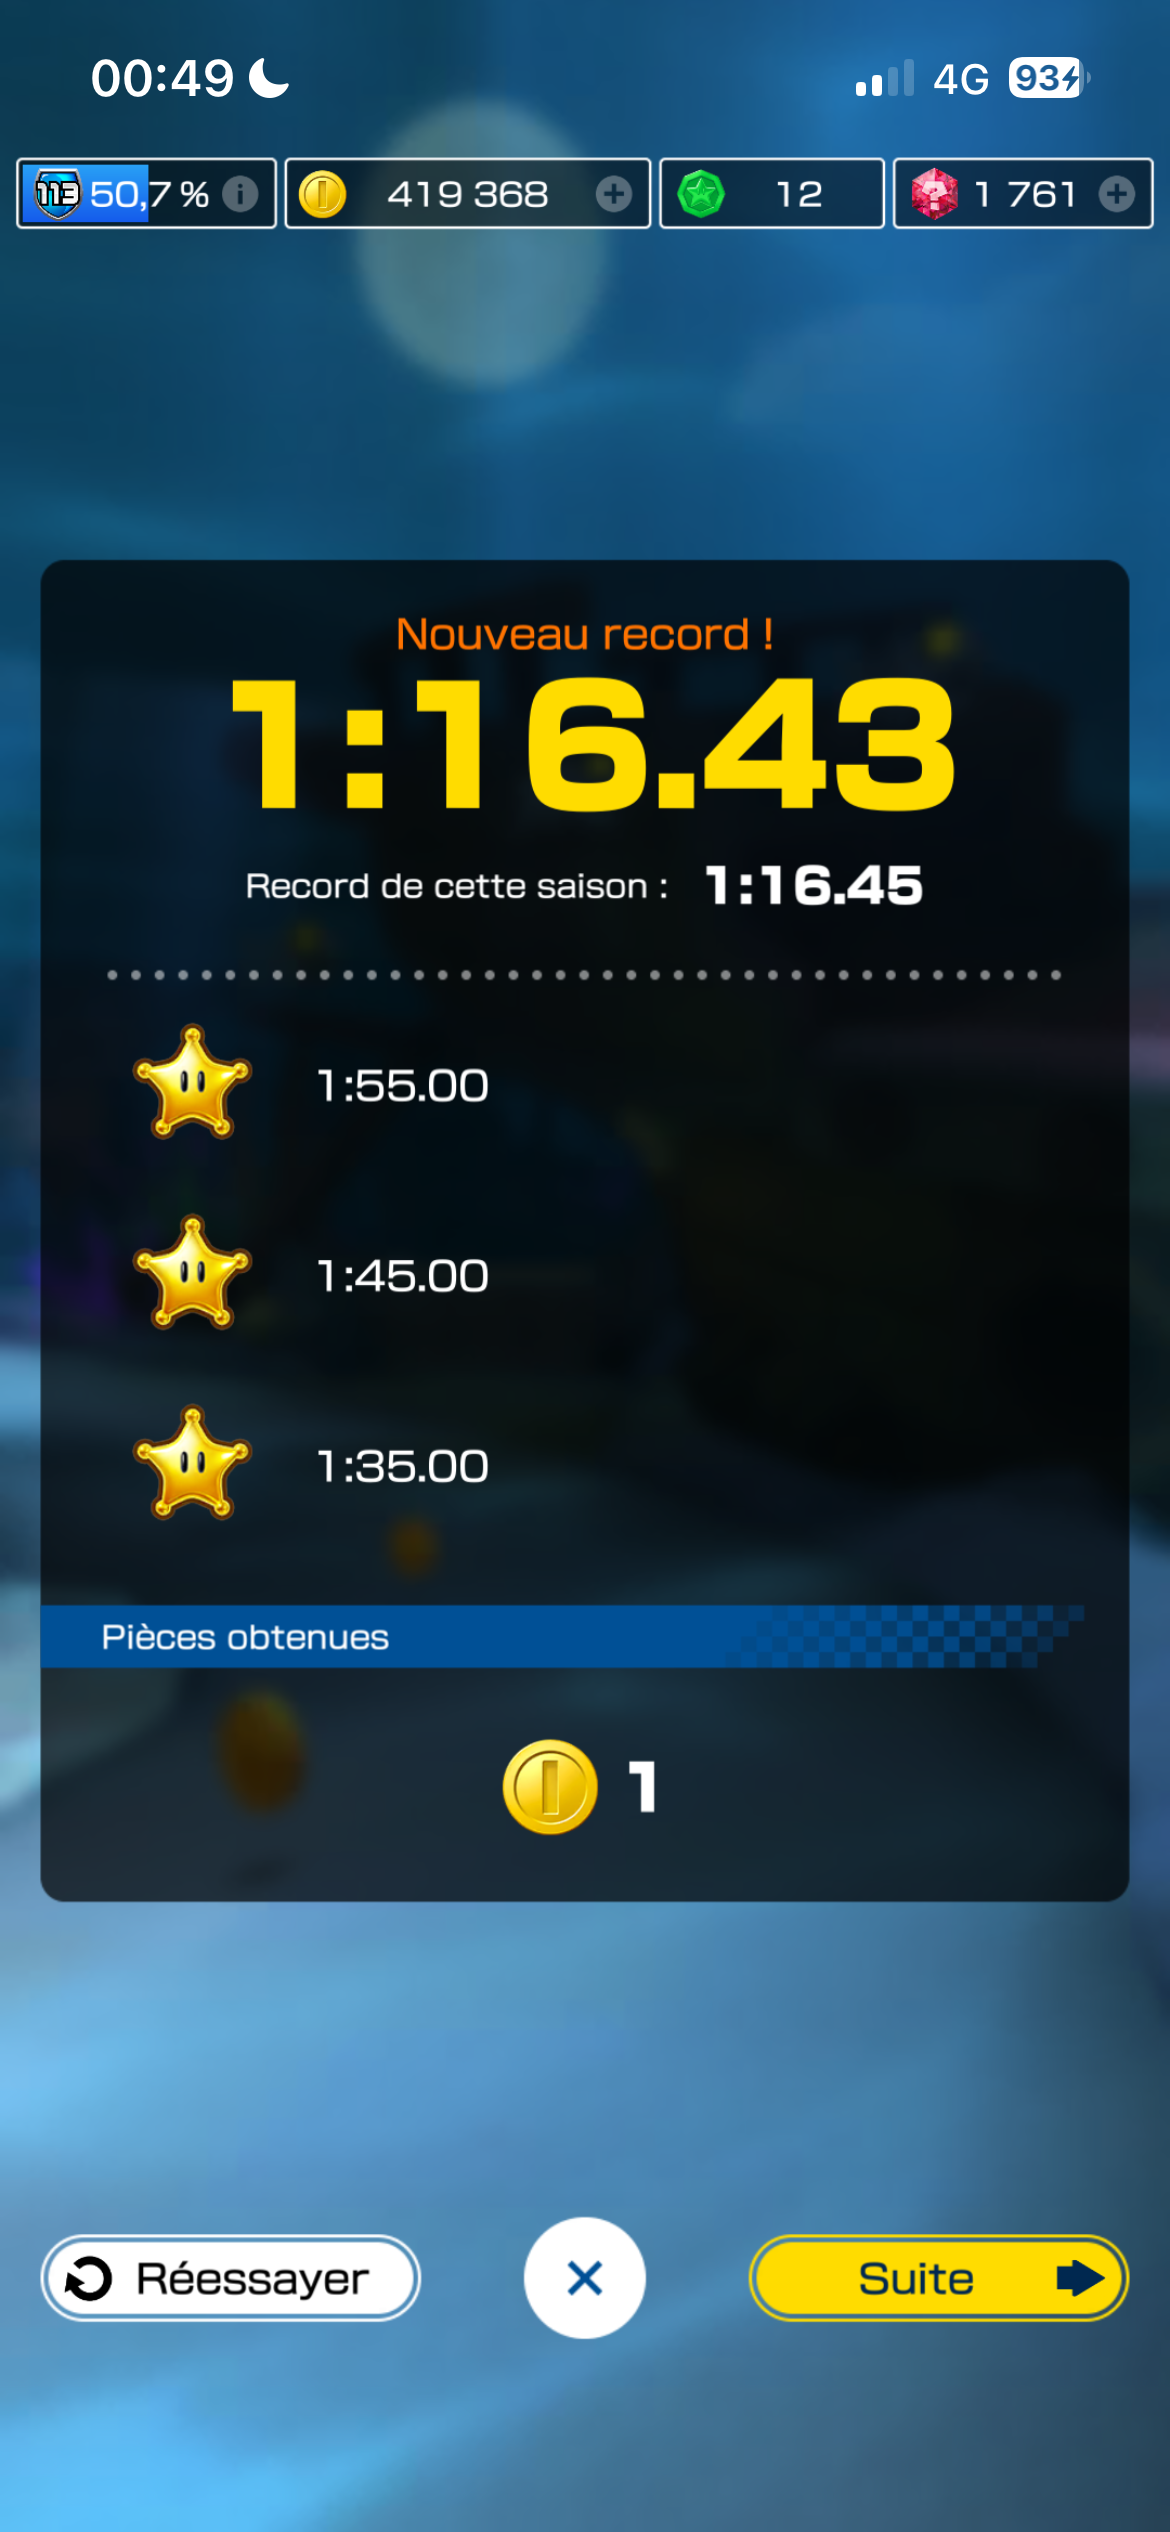 00:49 4G 93
113 50,7 % i 419 368 + 12 1 761 +
Nouveau record !
1:16.43
Record de cette saison : 1:16.45
1:55.00
1:45.00
1:35.00
Pièces obtenues
1
Réessayer × Suite